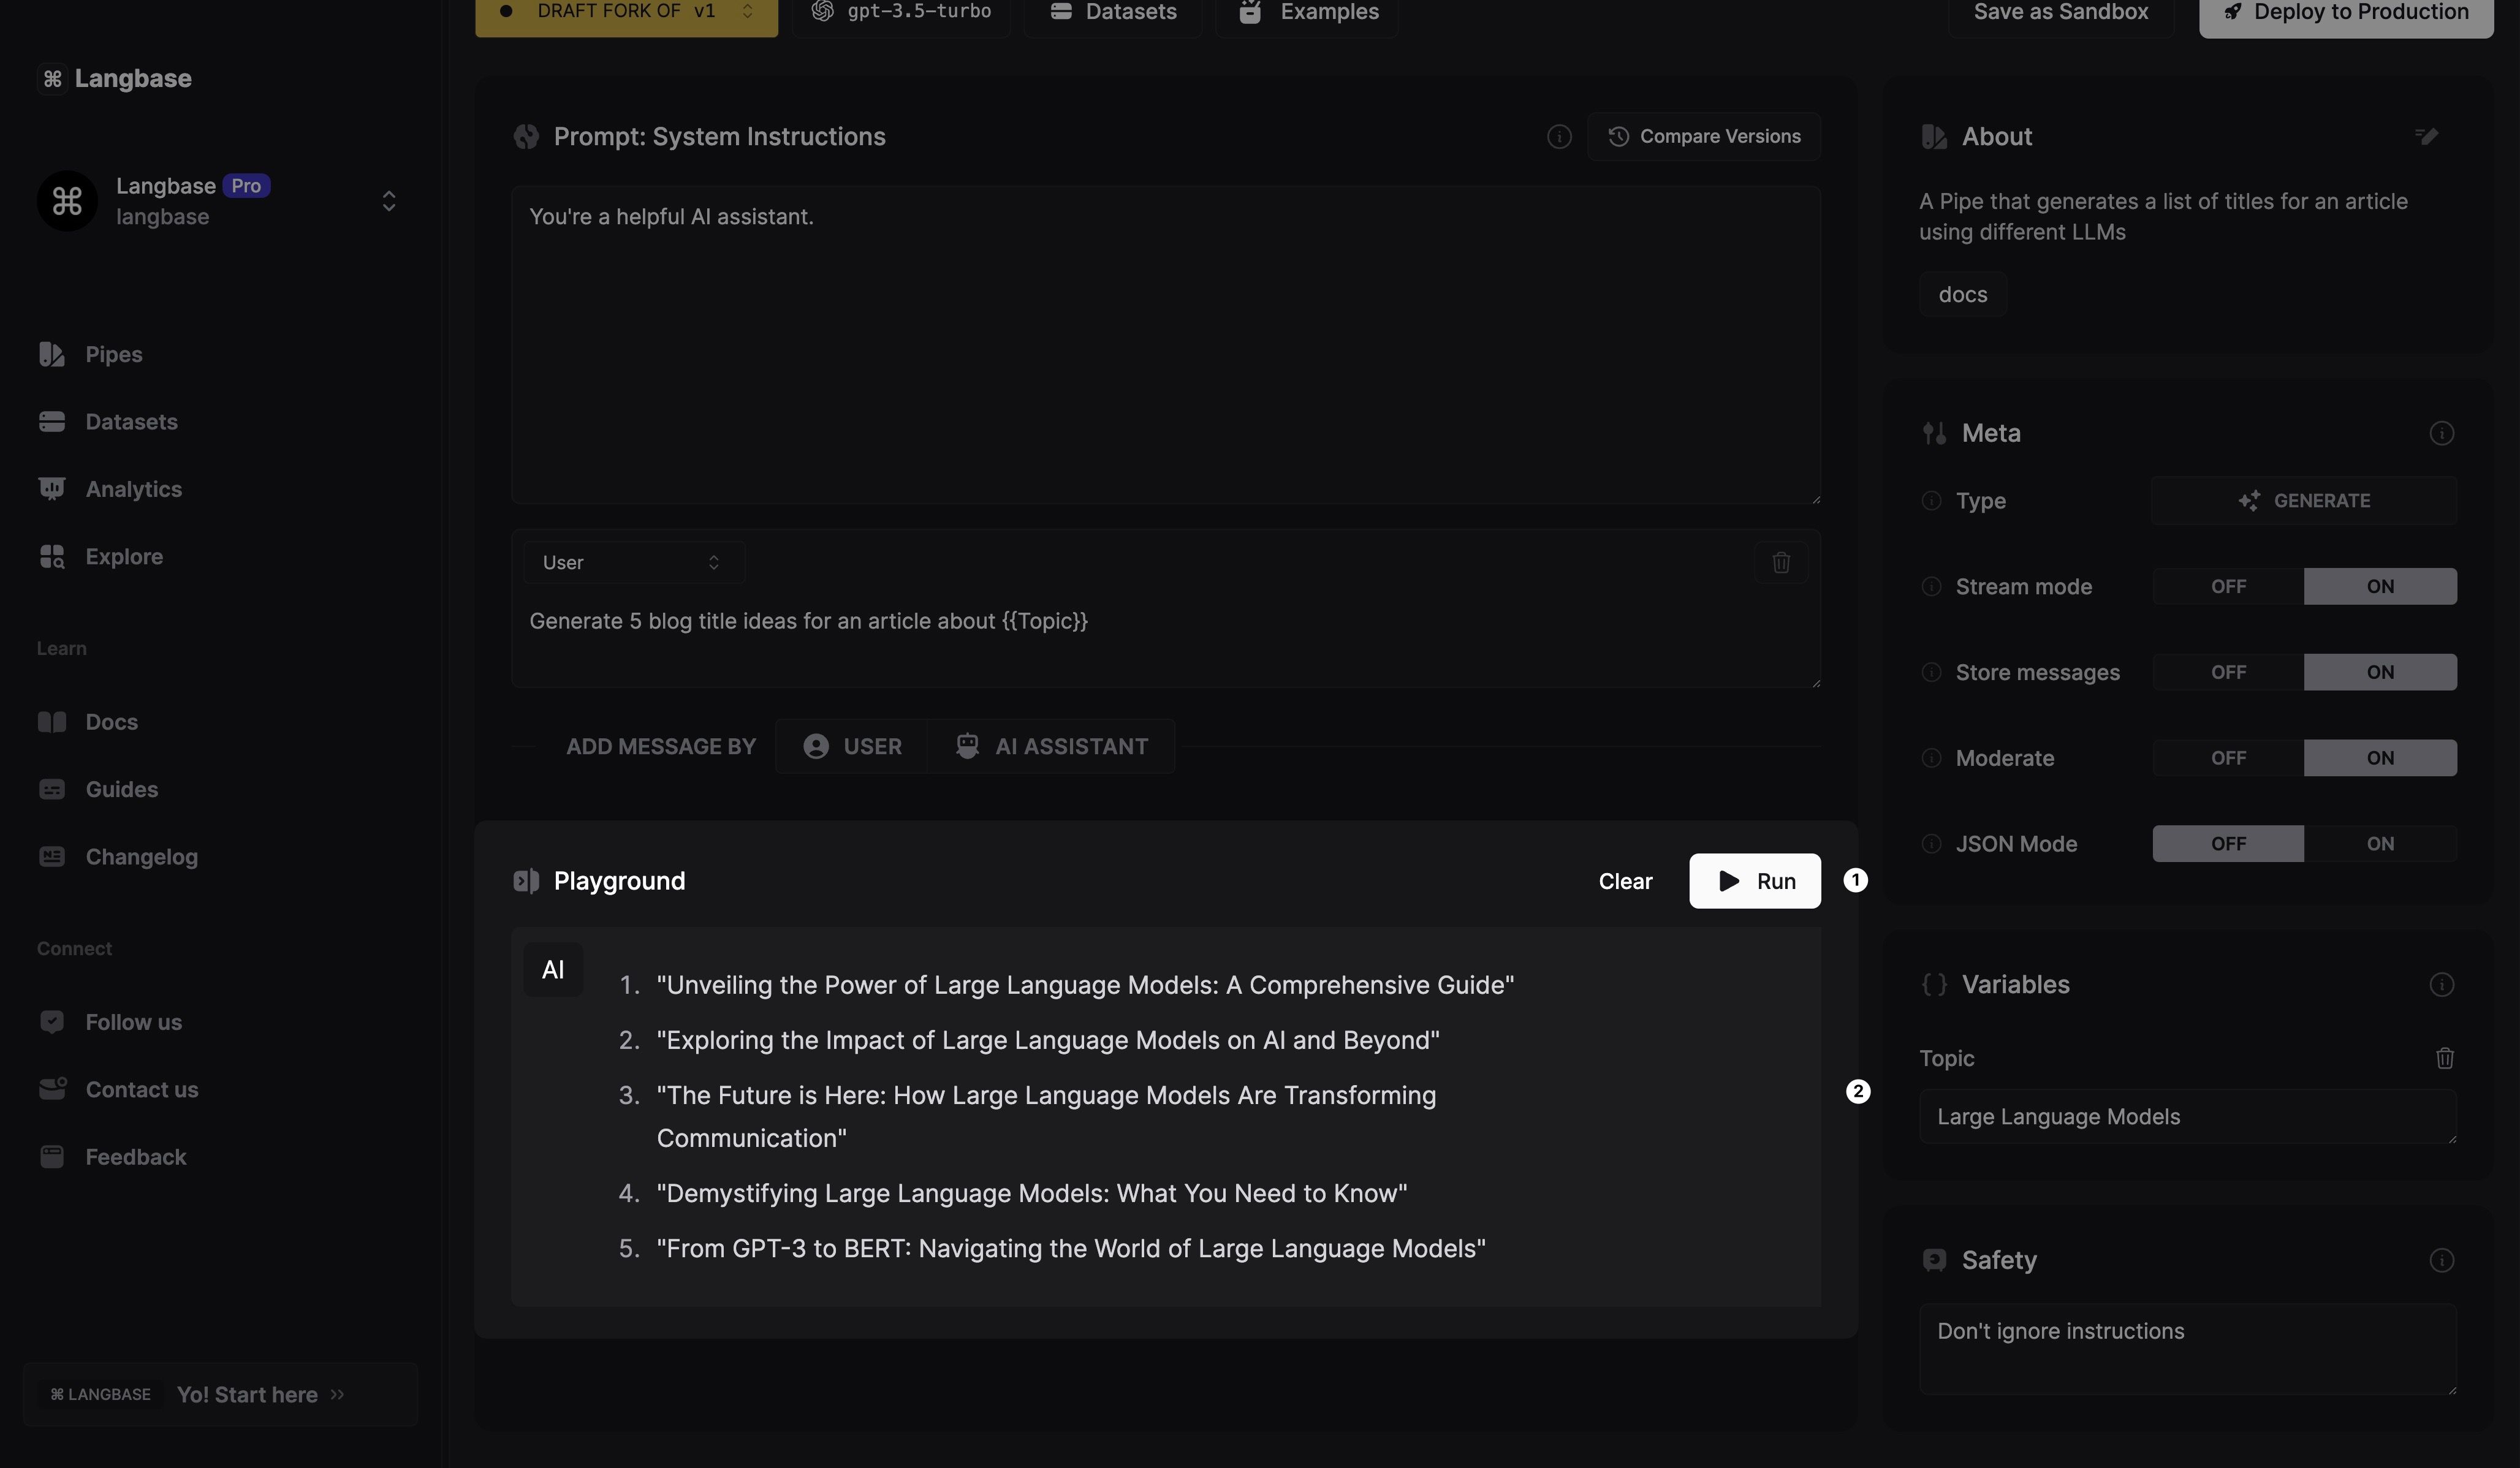 DRAFT FORK OF v1
gpt-3.5-turbo
Datasets
Examples
Save as Sandbox
Deploy to Production
Langbase
Langbase Pro
langbase
Pipes
Datasets
Analytics
Explore
Learn
Docs
Guides
Changelog
Connect
Follow us
Contact us
Feedback
⌘ LANGBASE Yo! Start here
Prompt: System Instructions
Compare Versions
You're a helpful AI assistant.
User
Generate 5 blog title ideas for an article about {{Topic}}
ADD MESSAGE BY
USER
AI ASSISTANT
Playground
Clear
Run
1
AI
1. "Unveiling the Power of Large Language Models: A Comprehensive Guide"
2. "Exploring the Impact of Large Language Models on AI and Beyond"
3. "The Future is Here: How Large Language Models Are Transforming
Communication"
4. "Demystifying Large Language Models: What You Need to Know"
5. "From GPT-3 to BERT: Navigating the World of Large Language Models"
2
About
A Pipe that generates a list of titles for an article
using different LLMs
docs
Meta
Type
GENERATE
Stream mode
OFF ON
Store messages
OFF ON
Moderate
OFF ON
JSON Mode
OFF ON
Variables
Topic
Large Language Models
Safety
Don't ignore instructions